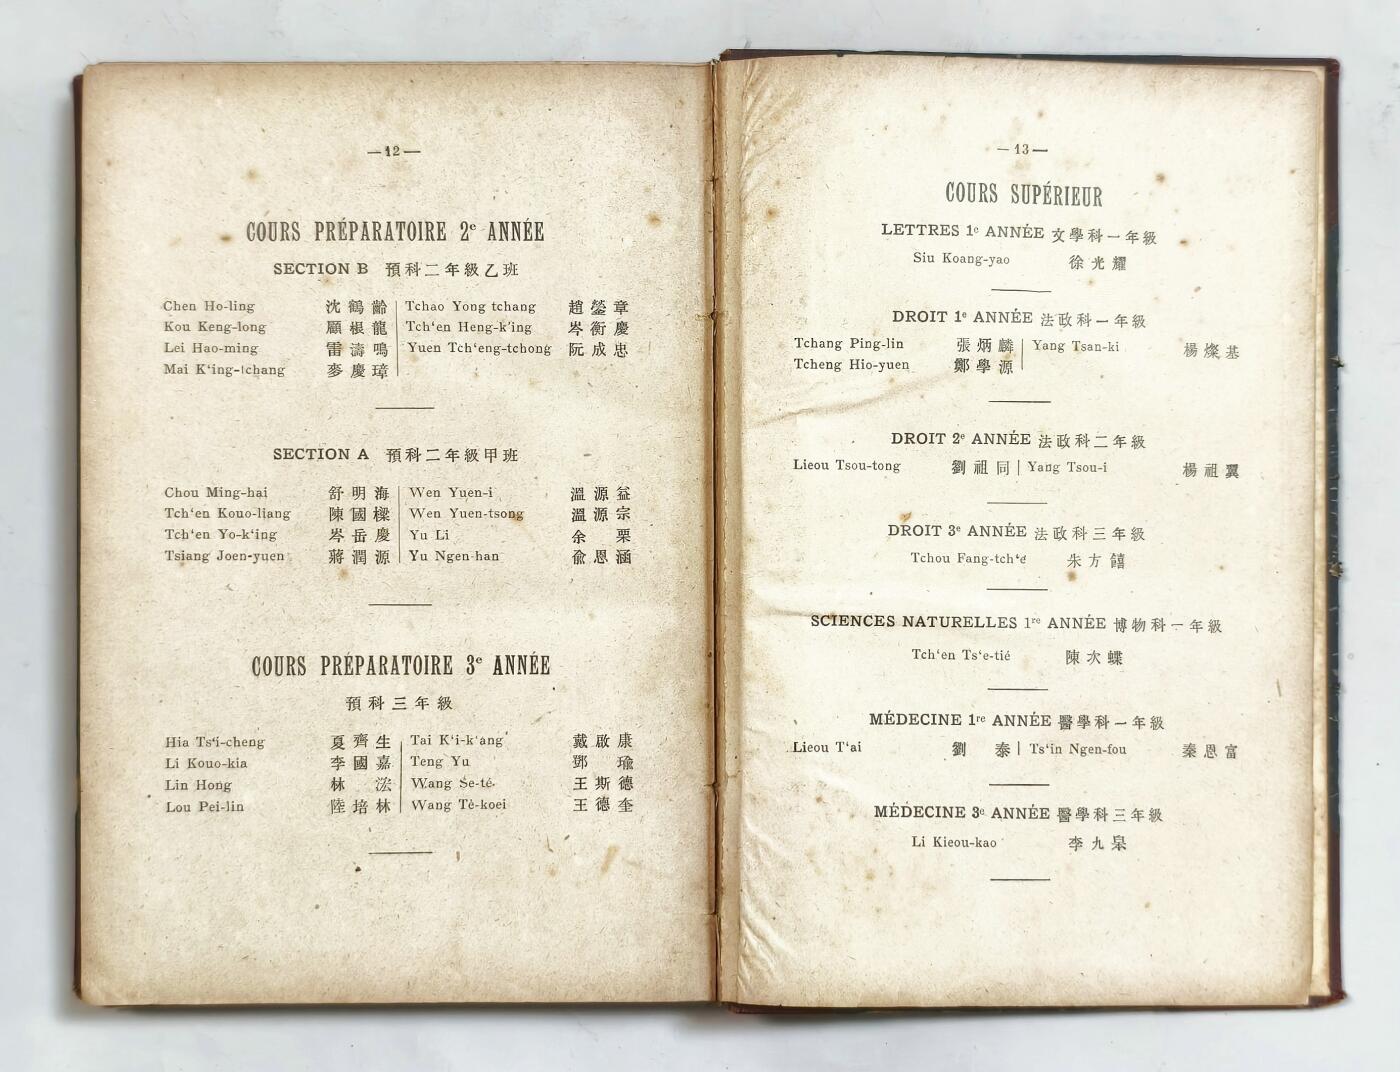 —12—
COURS PRÉPARATOIRE 2e ANNÉE
SECTION B 預科二年級乙班
Chen Ho-ling 沈鶴齡 Tchao Yong tchang 趙鎣章
Kou Keng-long 顧根龍 Tch‘en Heng-k'ing 岑衡慶
Lei Hao-ming 雷濤鳴 Yuen Tch‘eng-tchong 阮成忠
Mai K‘ing-tchang 麥慶璋
SECTION A 預科二年級甲班
Chou Ming-hai 舒明海 Wen Yuen-i 溫源益
Tch‘en Kouo-liang 陳國樑 Wen Yuen-tsong 溫源宗
Tch‘en Yo-k‘ing 岑岳慶 Yu Li 余栗
Tsiang Joen-yuen 蔣潤源 Yu Ngen-han 兪恩涵
COURS PRÉPARATOIRE 3e ANNÉE
預科三年級
Hia Ts‘i-cheng 夏齊生 Tai K‘i-k‘ang 戴啟康
Li Kouo-kia 李國嘉 Teng Yu 鄧瑜
Lin Hong 林浤 Wang Se-té 王斯德
Lou Pei-lin 陸培林 Wang Té-koei 王德奎
—13—
COURS SUPÉRIEUR
LETTRES 1e ANNÉE 文學科一年級
Siu Koang-yao 徐光耀
DROIT 1e ANNÉE 法政科一年級
Tchang Ping-lin 張炳麟 Yang Tsan-ki 楊燦基
Tcheng Hio-yuen 鄭學源
DROIT 2e ANNÉE 法政科二年級
Lieou Tsou-tong 劉祖同 Yang Tsou-i 楊祖翼
DROIT 3e ANNÉE 法政科三年級
Tchou Fang-tch‘e 朱方饎
SCIENCES NATURELLES 1re ANNÉE 博物科一年級
Tch‘en Ts‘e-tié 陳次蝶
MÉDECINE 1re ANNÉE 醫學科一年級
Lieou T‘ai 劉泰 Ts‘in Ngen-fou 秦恩富
MÉDECINE 3e ANNÉE 醫學科三年級
Li Kieou-kao 李九皋